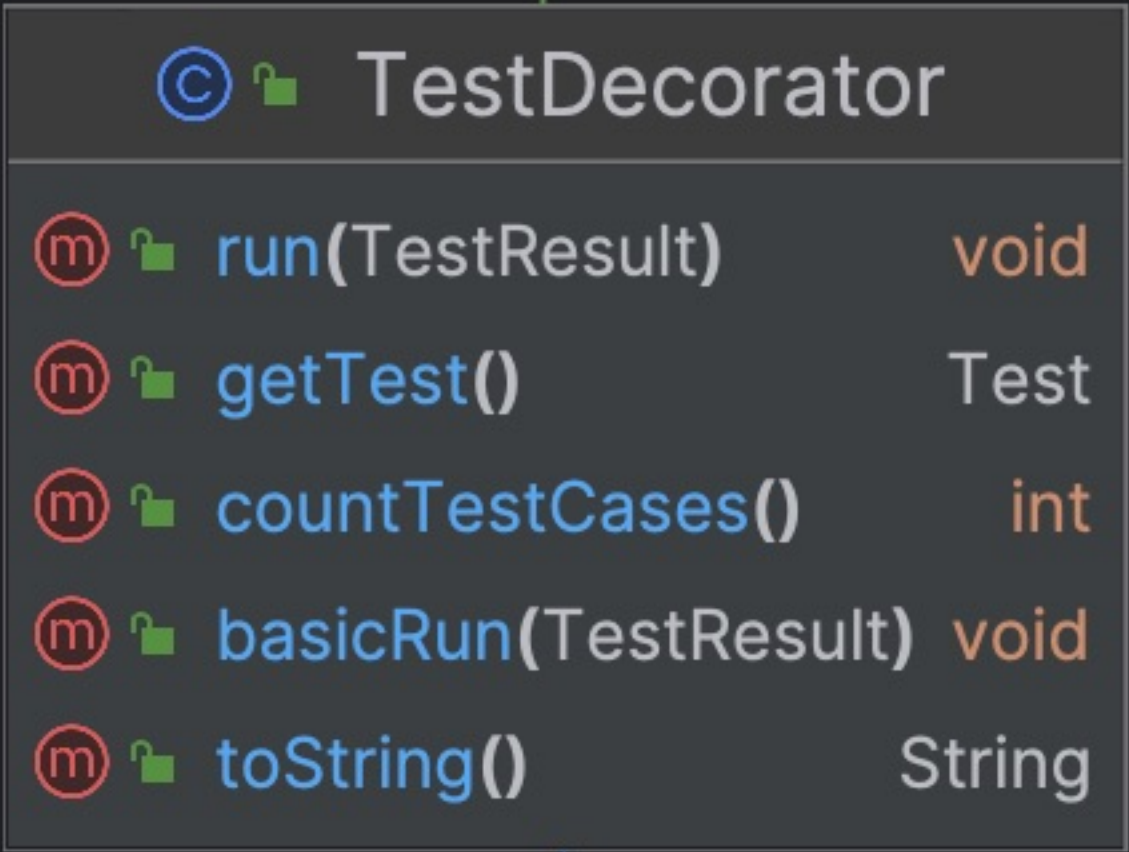 C TestDecorator
m run(TestResult) void
m getTest() Test
m countTestCases() int
m basicRun(TestResult) void
m toString() String